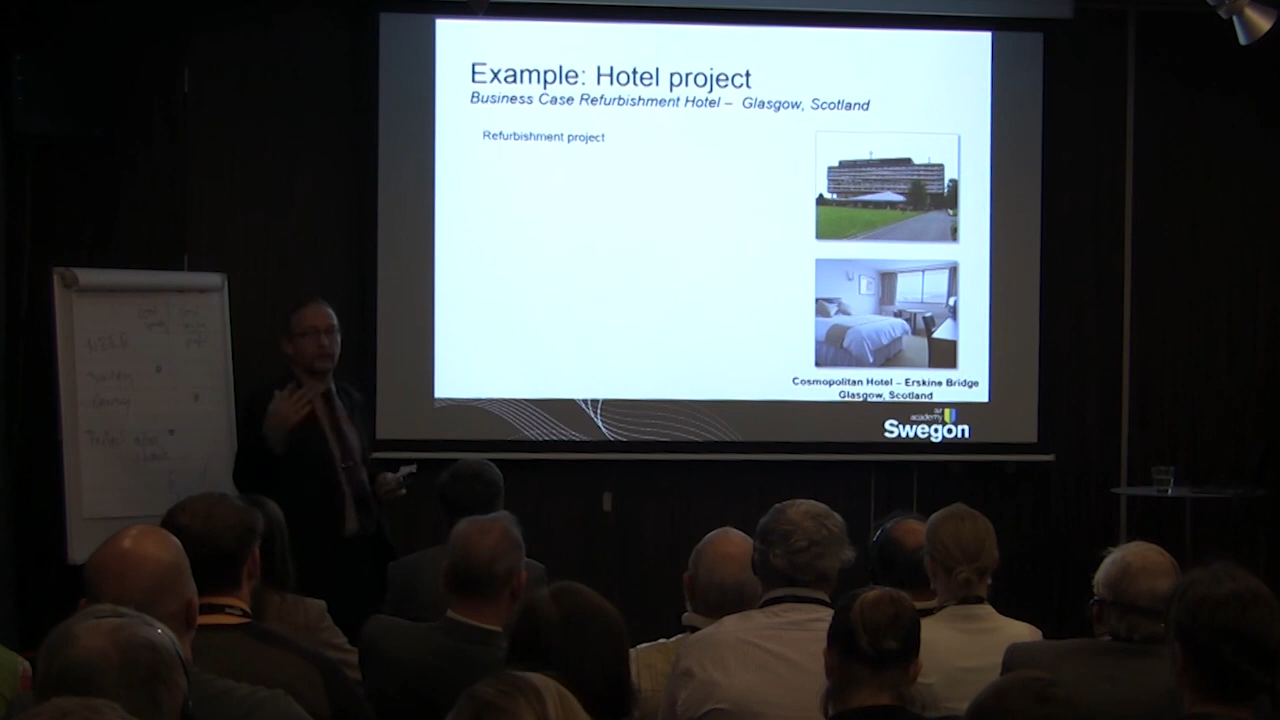 Example: Hotel project
Business Case Refurbishment Hotel – Glasgow, Scotland
Refurbishment project
Cosmopolitan Hotel – Erskine Bridge
Glasgow, Scotland
air
academy
Swegon